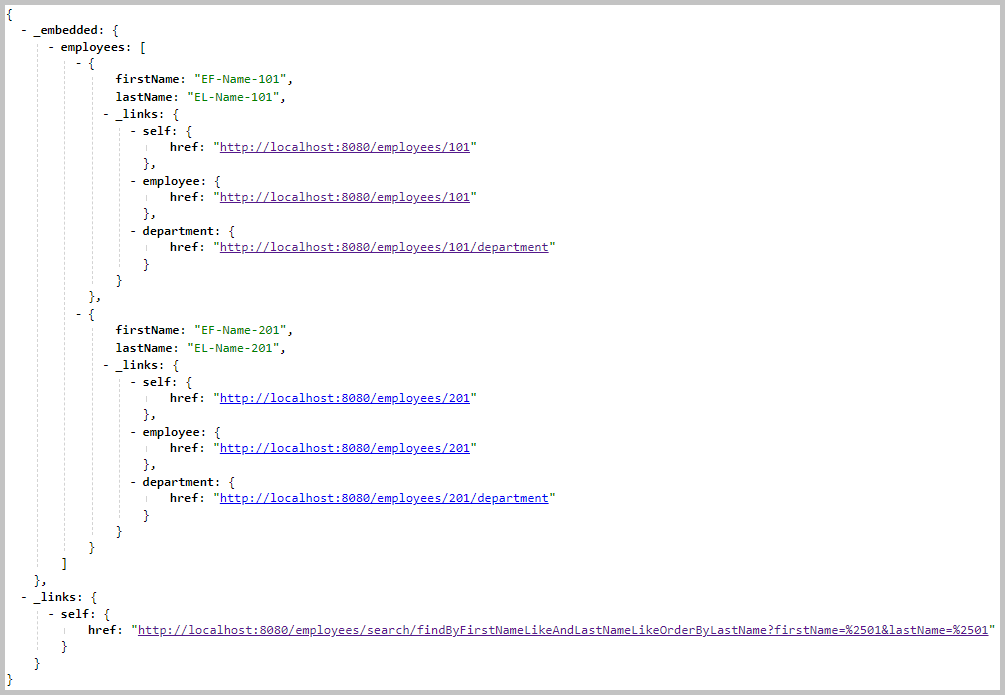 {
- _embedded: {
- employees: [
- {
firstName: "EF-Name-101",
lastName: "EL-Name-101",
- _links: {
- self: {
href: "http://localhost:8080/employees/101"
},
- employee: {
href: "http://localhost:8080/employees/101"
},
- department: {
href: "http://localhost:8080/employees/101/department"
}
}
},
- {
firstName: "EF-Name-201",
lastName: "EL-Name-201",
- _links: {
- self: {
href: "http://localhost:8080/employees/201"
},
- employee: {
href: "http://localhost:8080/employees/201"
},
- department: {
href: "http://localhost:8080/employees/201/department"
}
}
}
]
},
- _links: {
- self: {
href: "http://localhost:8080/employees/search/findByFirstNameLikeAndLastNameLikeOrderByLastName?firstName=%2501&lastName=%2501"
}
}
}